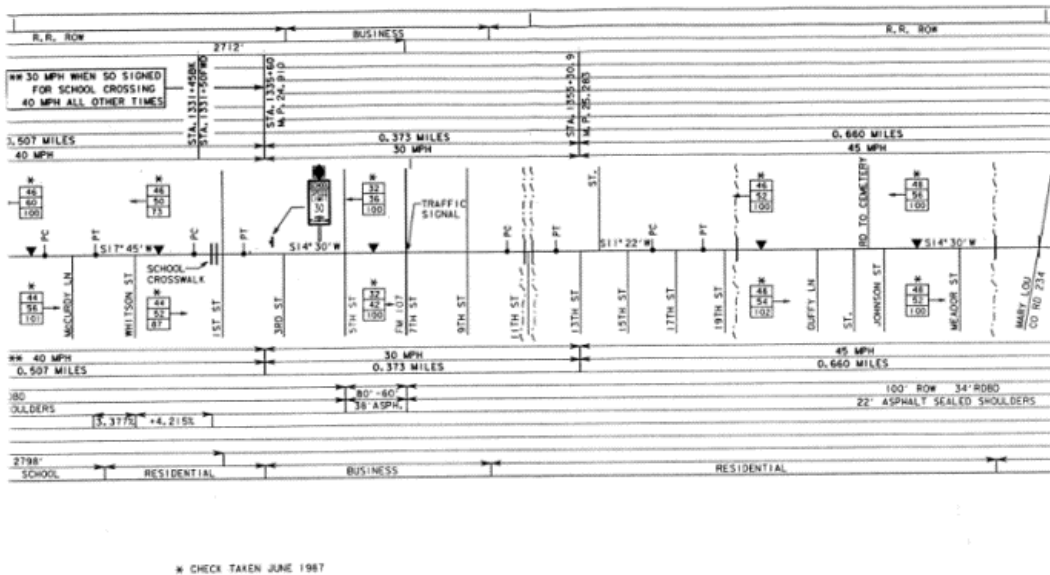 R.R. ROW
BUSINESS
R.R. ROW
2712'
** 30 MPH WHEN SO SIGNED
FOR SCHOOL CROSSING
40 MPH ALL OTHER TIMES
STA. 1331+45BK
STA. 1331+50FWD
STA. 1335+60
M.P. 24.910
STA. 1355+30.9
M.P. 25.283
0.507 MILES
0.373 MILES
0.660 MILES
40 MPH
30 MPH
45 MPH
*
46
60
100
*
46
50
73
SPEED
LIMIT
30
*
32
36
100
TRAFFIC
SIGNAL
ST.
*
46
52
100
RD TO CEMETERY
*
48
56
100
PC
PT
PC
PT
PC
PT
PC
PT
S17°45'W
S14°30'W
S11°22'W
S14°30'W
SCHOOL
CROSSWALK
*
44
56
101
McCURDY LN
WHITSON ST
*
44
52
87
1ST ST
3RD ST
5TH ST
*
32
42
100
FM 107
7TH ST
9TH ST
11TH ST
13TH ST
15TH ST
17TH ST
19TH ST
*
48
54
102
DUFFY LN
ST.
JOHNSON ST
*
48
52
100
MEADOR ST
MARY LOU
CO RD 234
** 40 MPH
30 MPH
45 MPH
0.507 MILES
0.373 MILES
0.660 MILES
80'-60'
38' ASPH.
100' ROW 34'RDBD
22' ASPHALT SEALED SHOULDERS
OULDERS
3.377%
+4.215%
2798'
SCHOOL
RESIDENTIAL
BUSINESS
RESIDENTIAL
* CHECK TAKEN JUNE 1987